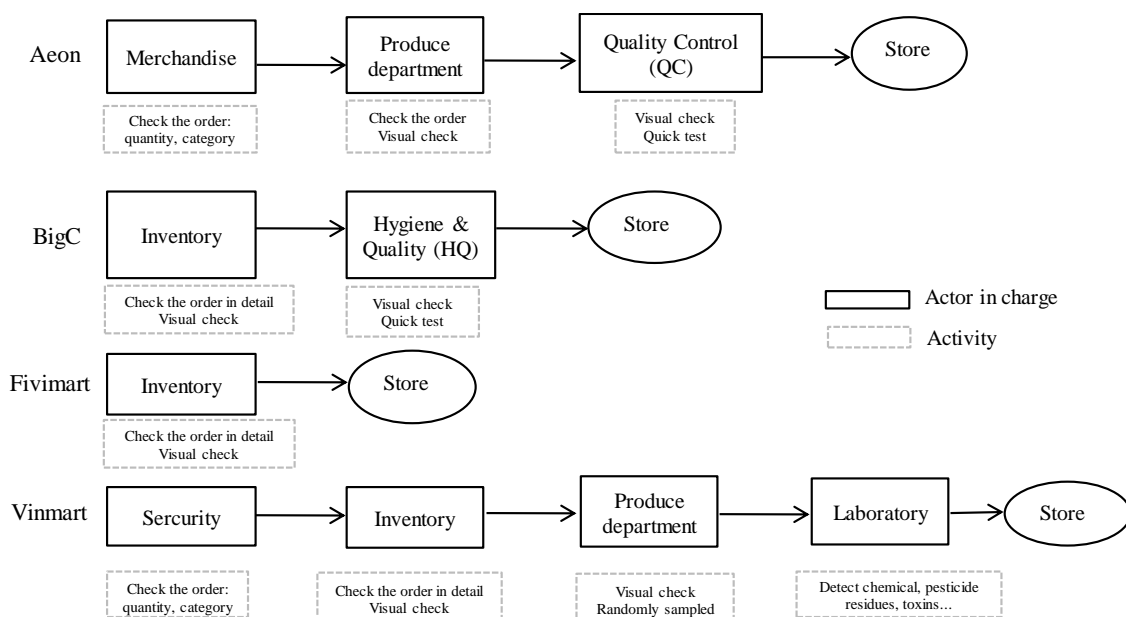 Aeon
Merchandise
Produce
department
Quality Control
(QC)
Store
Check the order:
quantity, category
Check the order
Visual check
Visual check
Quick test
BigC
Inventory
Hygiene &
Quality (HQ)
Store
Check the order in detail
Visual check
Visual check
Quick test
Actor in charge
Activity
Fivimart
Inventory
Store
Check the order in detail
Visual check
Vinmart
Sercurity
Inventory
Produce
department
Laboratory
Store
Check the order:
quantity, category
Check the order in detail
Visual check
Visual check
Randomly sampled
Detect chemical, pesticide
residues, toxins...